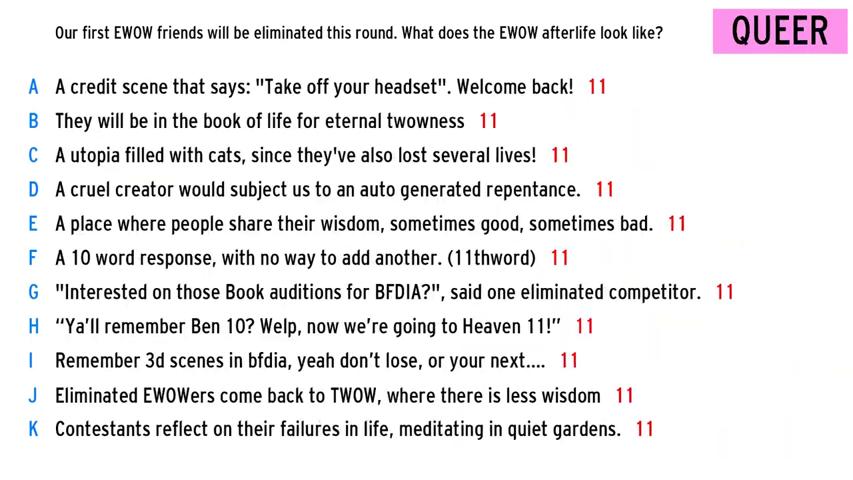 Our first EWOW friends will be eliminated this round. What does the EWOW afterlife look like?
QUEER
A A credit scene that says: "Take off your headset". Welcome back! 11
B They will be in the book of life for eternal twowness 11
C A utopia filled with cats, since they've also lost several lives! 11
D A cruel creator would subject us to an auto generated repentance. 11
E A place where people share their wisdom, sometimes good, sometimes bad. 11
F A 10 word response, with no way to add another. (11thword) 11
G "Interested on those Book auditions for BFDIA?", said one eliminated competitor. 11
H “Ya’ll remember Ben 10? Welp, now we’re going to Heaven 11!” 11
I Remember 3d scenes in bfdia, yeah don’t lose, or your next.... 11
J Eliminated EWOWers come back to TWOW, where there is less wisdom 11
K Contestants reflect on their failures in life, meditating in quiet gardens. 11